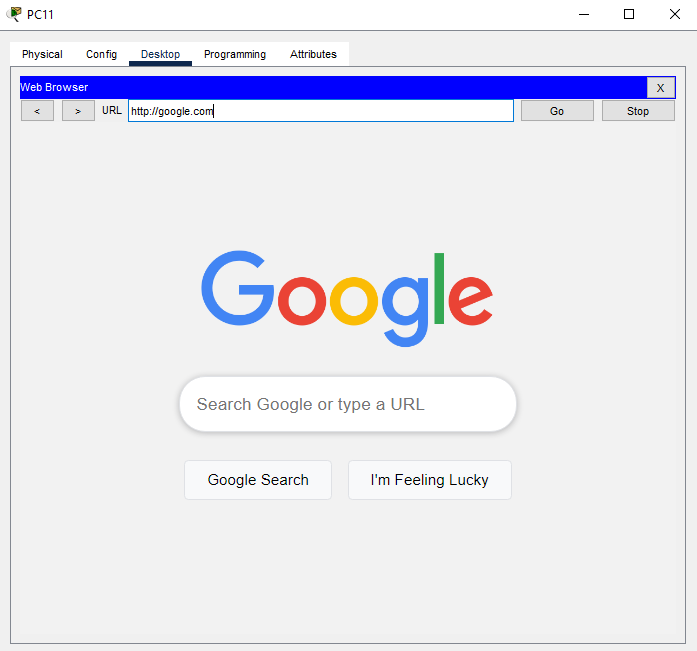 PC11
Physical Config Desktop Programming Attributes
Web Browser X
< > URL http://google.com Go Stop
Google
Search Google or type a URL
Google Search I'm Feeling Lucky